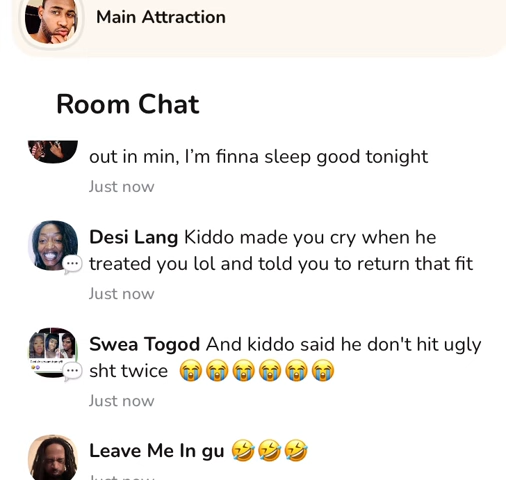 Main Attraction
Room Chat
out in min, I’m finna sleep good tonight
Just now
Desi Lang Kiddo made you cry when he
treated you lol and told you to return that fit
Just now
Swea Togod And kiddo said he don't hit ugly
sht twice 😭😭😭😭😭😭
Just now
Leave Me In gu 🤣🤣🤣
Just now